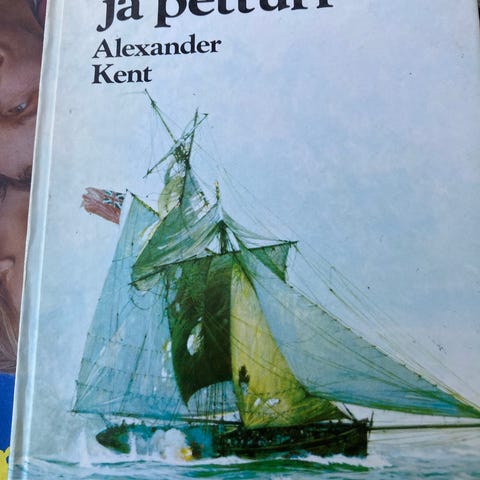 ja petturi
Alexander
Kent